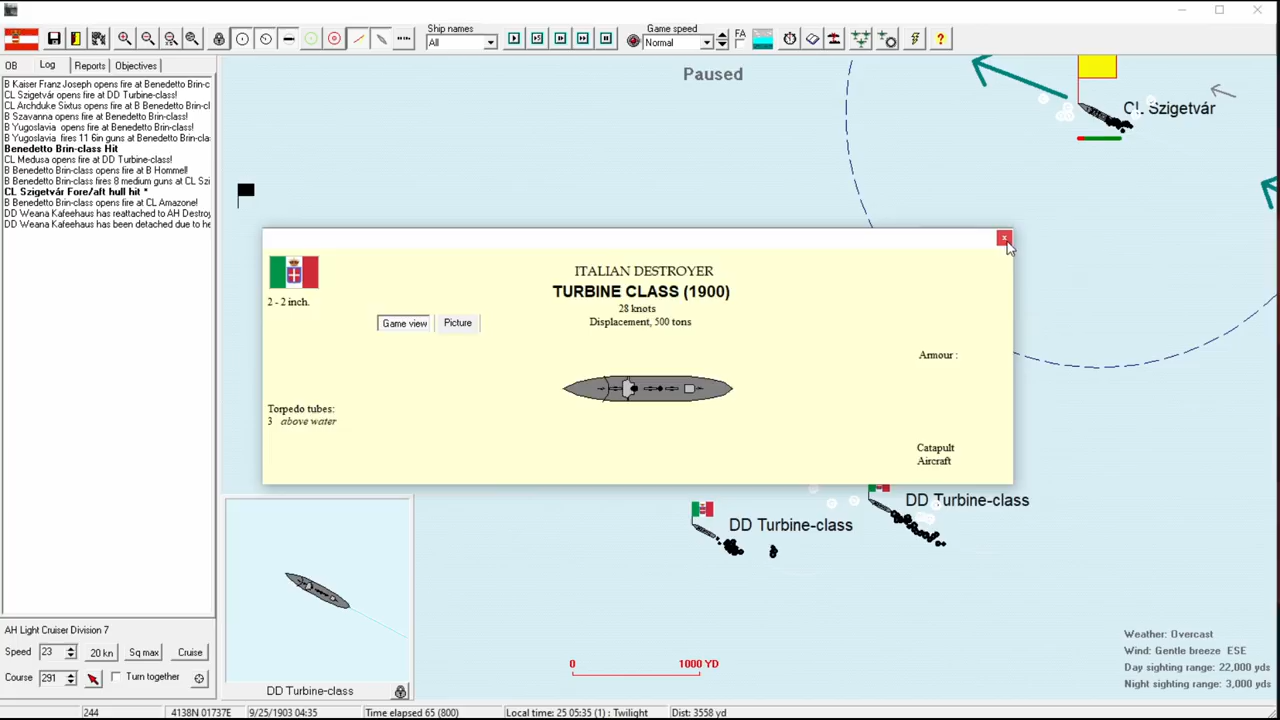 Ship names
All
Game speed
Normal
FA
OB
Log
Reports
Objectives
B Kaiser Franz Joseph opens fire at Benedetto Brin-c
CL Szigetvár opens fire at DD Turbine-class!
CL Archduke Sixtus opens fire at B Benedetto Brin-cl
B Szavanna opens fire at Benedetto Brin-class!
B Yugoslavia  opens fire at Benedetto Brin-class!
B Yugoslavia  fires 11 6in guns at Benedetto Brin-cla
Benedetto Brin-class Hit
CL Medusa opens fire at DD Turbine-class!
B Benedetto Brin-class opens fire at B Hommel!
B Benedetto Brin-class fires 8 medium guns at CL Szi
CL Szigetvár Fore/aft hull hit *
B Benedetto Brin-class opens fire at CL Amazone!
DD Weana Kafeehaus has reattached to AH Destroy
DD Weana Kafeehaus has been detached due to he
Paused
CL Szigetvár
ITALIAN DESTROYER
TURBINE CLASS (1900)
28 knots
Displacement, 500 tons
2 - 2 inch.
Game view
Picture
Armour :
Torpedo tubes:
3 above water
Catapult
Aircraft
DD Turbine-class
DD Turbine-class
DD Turbine-class
AH Light Cruiser Division 7
Speed
23
20 kn
Sq max
Cruise
Course
291
Turn together
0
1000 YD
Weather: Overcast
Wind: Gentle breeze ESE
Day sighting range: 22,000 yds
Night sighting range: 3,000 yds
244
4138N 01737E
9/25/1903 04:35
Time elapsed 65 (800)
Local time: 25 05:35 (1) : Twilight
Dist: 3558 yd